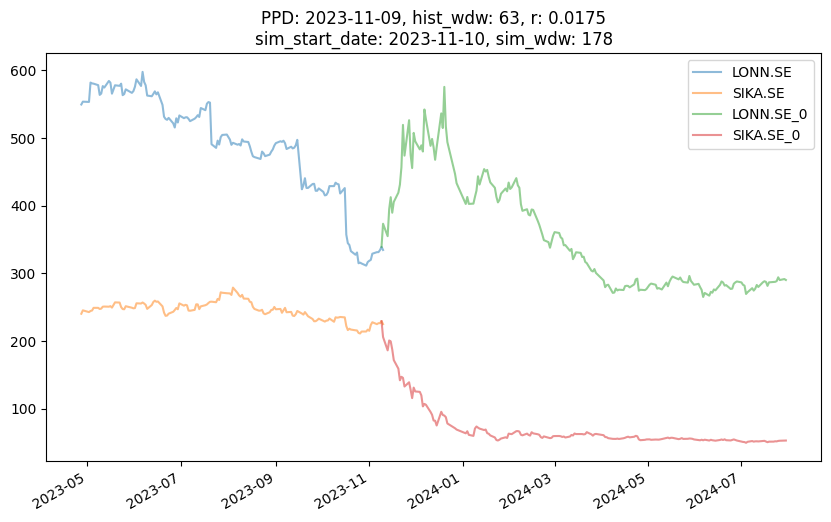 PPD: 2023-11-09, hist_wdw: 63, r: 0.0175
sim_start_date: 2023-11-10, sim_wdw: 178
LONN.SE
SIKA.SE
LONN.SE_0
SIKA.SE_0
600
500
400
300
200
100
2023-05
2023-07
2023-09
2023-11
2024-01
2024-03
2024-05
2024-07